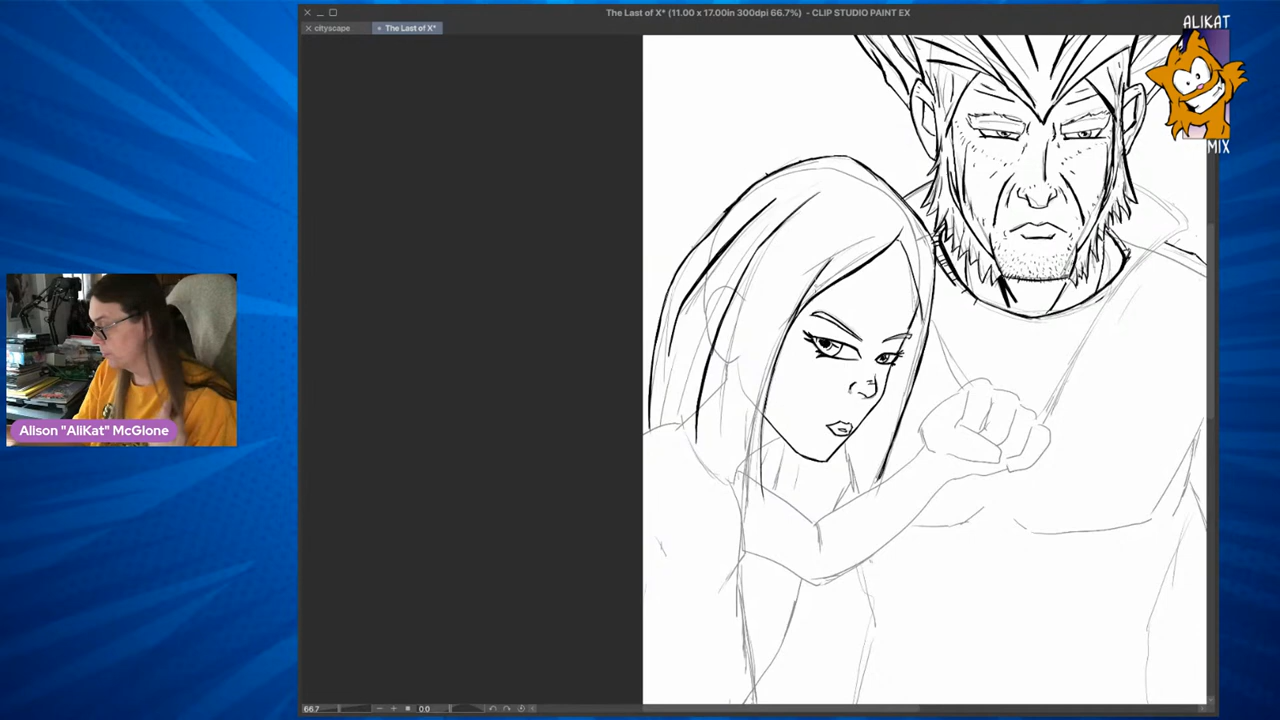 The Last of X* (11.00 x 17.00in 300dpi 66.7%) - CLIP STUDIO PAINT EX
cityscape
The Last of X*
ALIKAT
MIX
Alison "AliKat" McGlone
66.7
0.0